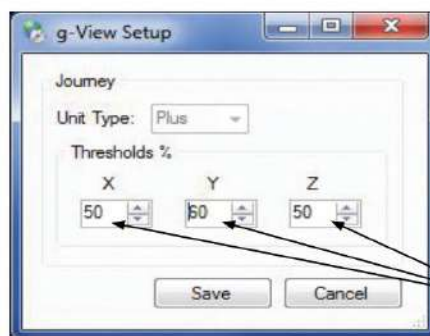 g-View Setup
Journey
Unit Type: Plus
Thresholds %
X Y Z
50 60 50
Save Cancel